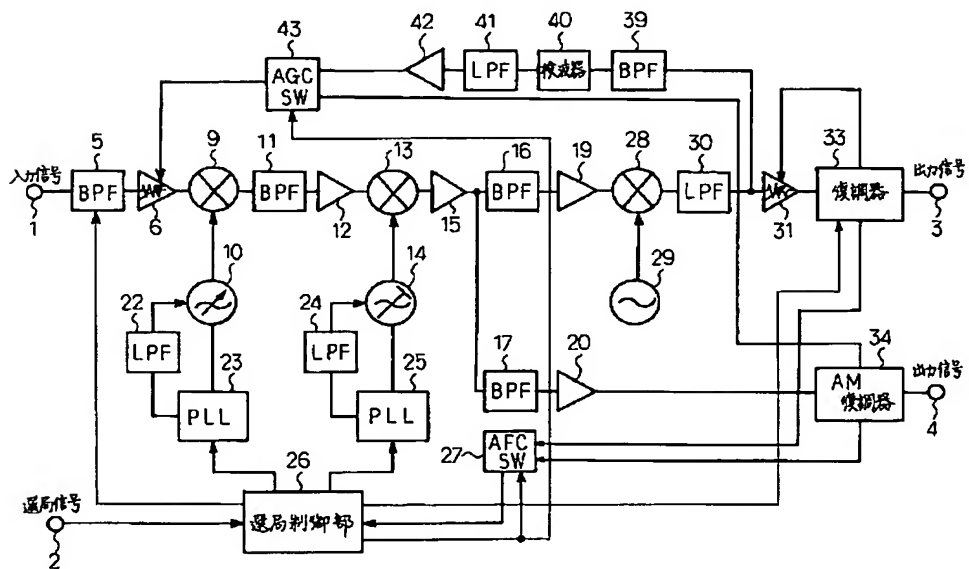 43
42
41
40
39
AGC
SW
LPF
検波器
BPF
5
9
11
13
16
19
28
30
33
入力信号
BPF
BPF
BPF
LPF
復調器
出力信号
1
6
12
15
31
3
10
14
29
22
24
34
LPF
23
LPF
25
17
20
出力信号
PLL
PLL
BPF
AM
復調器
4
27
AFC
SW
26
選局信号
選局制御部
2